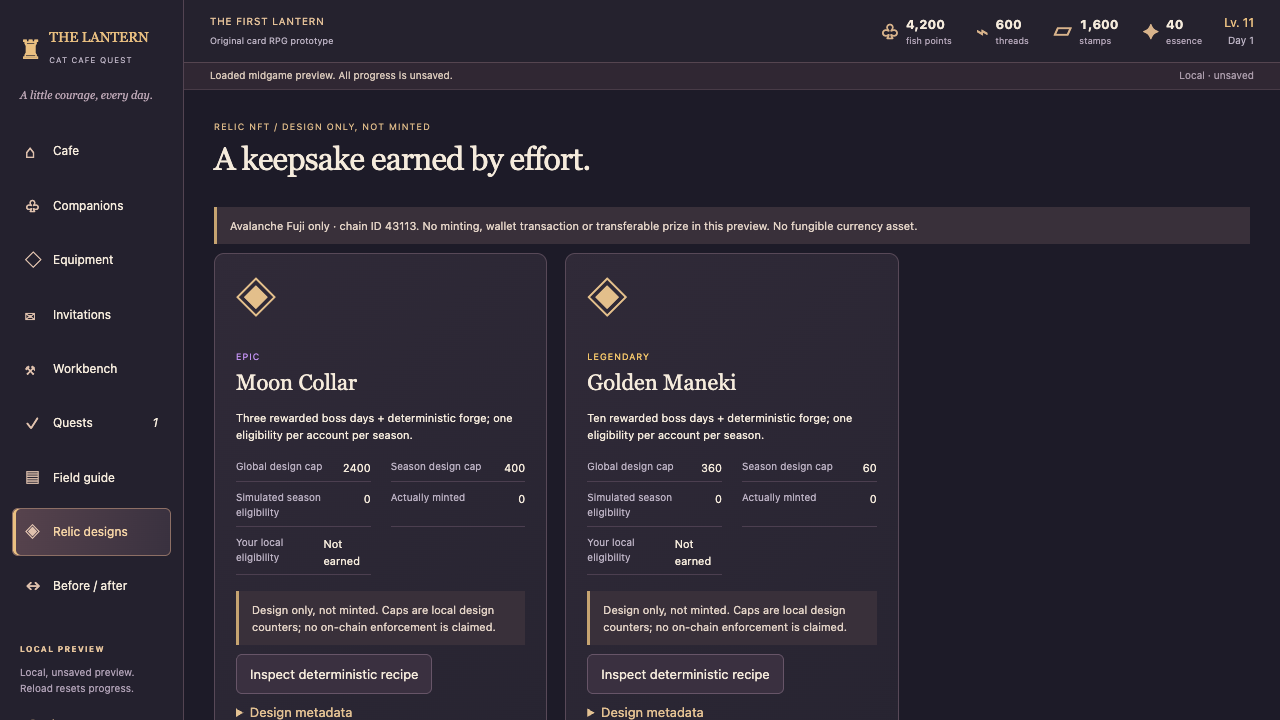 THE LANTERN
CAT CAFE QUEST
A little courage, every day.
Cafe
Companions
Equipment
Invitations
Workbench
Quests 1
Field guide
Relic designs
Before / after
LOCAL PREVIEW
Local, unsaved preview.
Reload resets progress.
THE FIRST LANTERN
Original card RPG prototype
4,200
fish points
600
threads
1,600
stamps
40
essence
Lv. 11
Day 1
Loaded midgame preview. All progress is unsaved.
Local · unsaved
RELIC NFT / DESIGN ONLY, NOT MINTED
A keepsake earned by effort.
Avalanche Fuji only · chain ID 43113. No minting, wallet transaction or transferable prize in this preview. No fungible currency asset.
EPIC
Moon Collar
Three rewarded boss days + deterministic forge; one
eligibility per account per season.
Global design cap 2400
Season design cap 400
Simulated season
eligibility 0
Actually minted 0
Your local
eligibility
Not
earned
Design only, not minted. Caps are local design
counters; no on-chain enforcement is claimed.
Inspect deterministic recipe
Design metadata
LEGENDARY
Golden Maneki
Ten rewarded boss days + deterministic forge; one
eligibility per account per season.
Global design cap 360
Season design cap 60
Simulated season
eligibility 0
Actually minted 0
Your local
eligibility
Not
earned
Design only, not minted. Caps are local design
counters; no on-chain enforcement is claimed.
Inspect deterministic recipe
Design metadata